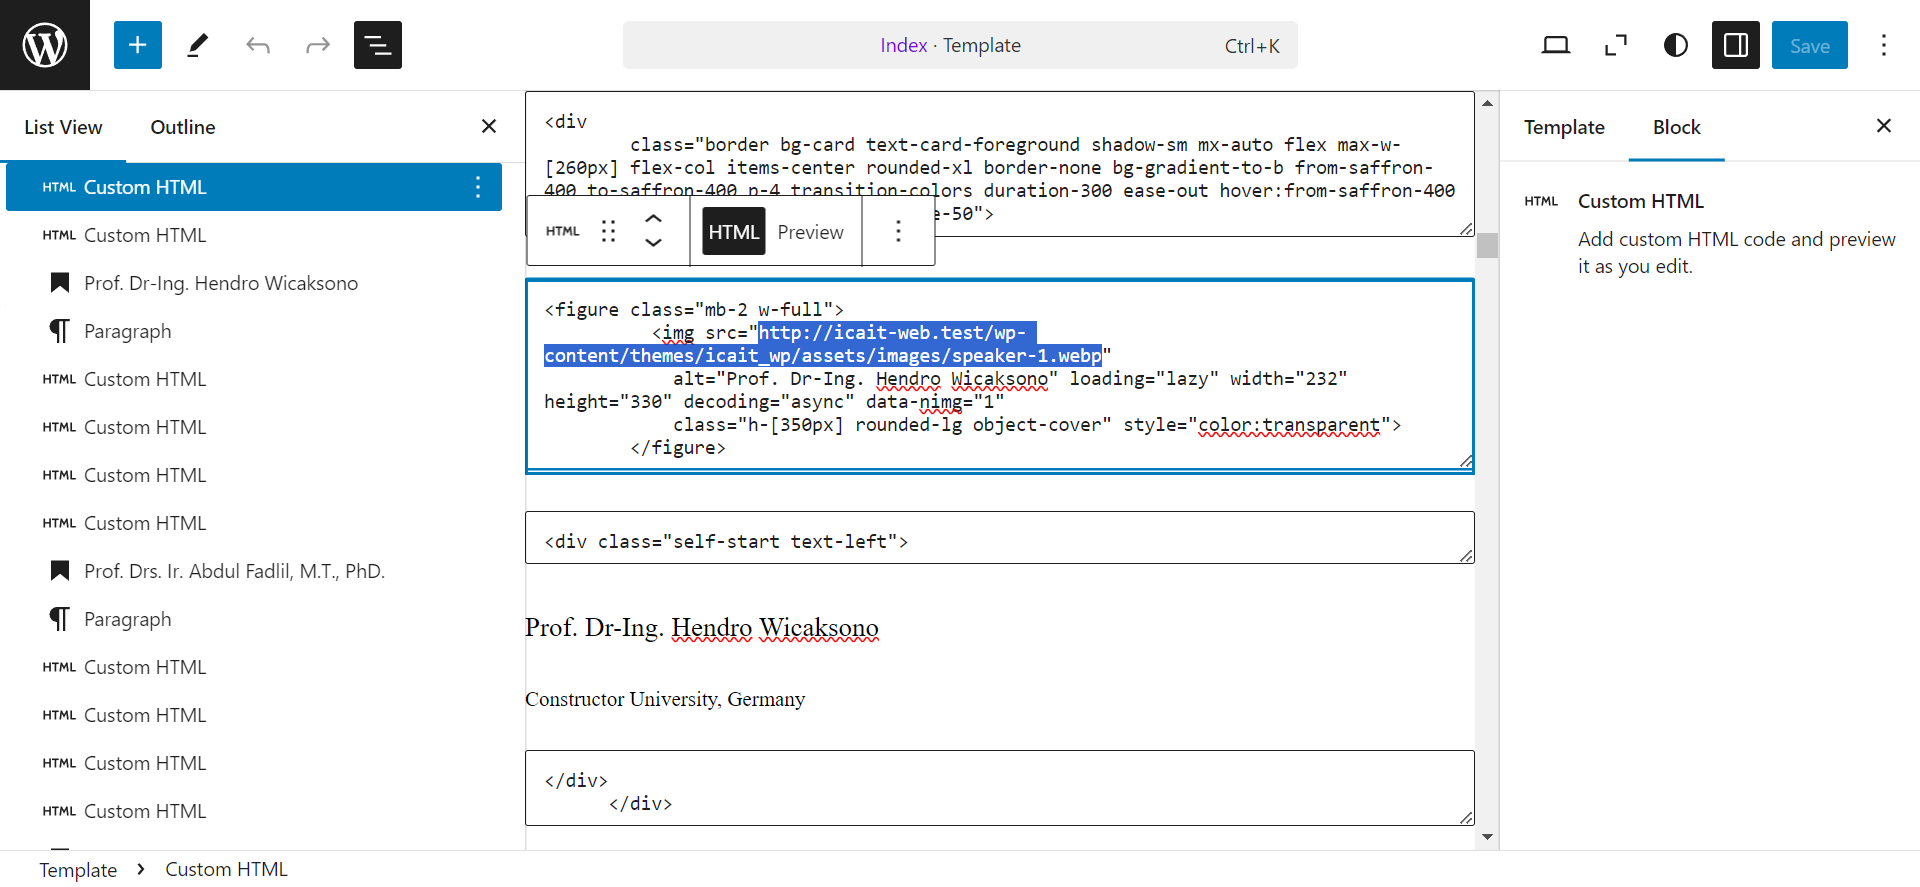 Index · Template
Ctrl+K
Save
List View
Outline
HTML Custom HTML
HTML Custom HTML
Prof. Dr-Ing. Hendro Wicaksono
Paragraph
HTML Custom HTML
HTML Custom HTML
HTML Custom HTML
HTML Custom HTML
Prof. Drs. Ir. Abdul Fadlil, M.T., PhD.
Paragraph
HTML Custom HTML
HTML Custom HTML
HTML Custom HTML
HTML Custom HTML
<div
class="border bg-card text-card-foreground shadow-sm mx-auto flex max-w-
[260px] flex-col items-center rounded-xl border-none bg-gradient-to-b from-saffron-
400 to-saffron-400 p-4 transition-colors duration-300 ease-out hover:from-saffron-400
e-50">
HTML
HTML
Preview
<figure class="mb-2 w-full">
<img src="http://icait-web.test/wp-
content/themes/icait_wp/assets/images/speaker-1.webp"
alt="Prof. Dr-Ing. Hendro Wicaksono" loading="lazy" width="232"
height="330" decoding="async" data-nimg="1"
class="h-[350px] rounded-lg object-cover" style="color:transparent">
</figure>
<div class="self-start text-left">
Prof. Dr-Ing. Hendro Wicaksono
Constructor University, Germany
</div>
</div>
Template
Block
HTML Custom HTML
Add custom HTML code and preview
it as you edit.
Template › Custom HTML